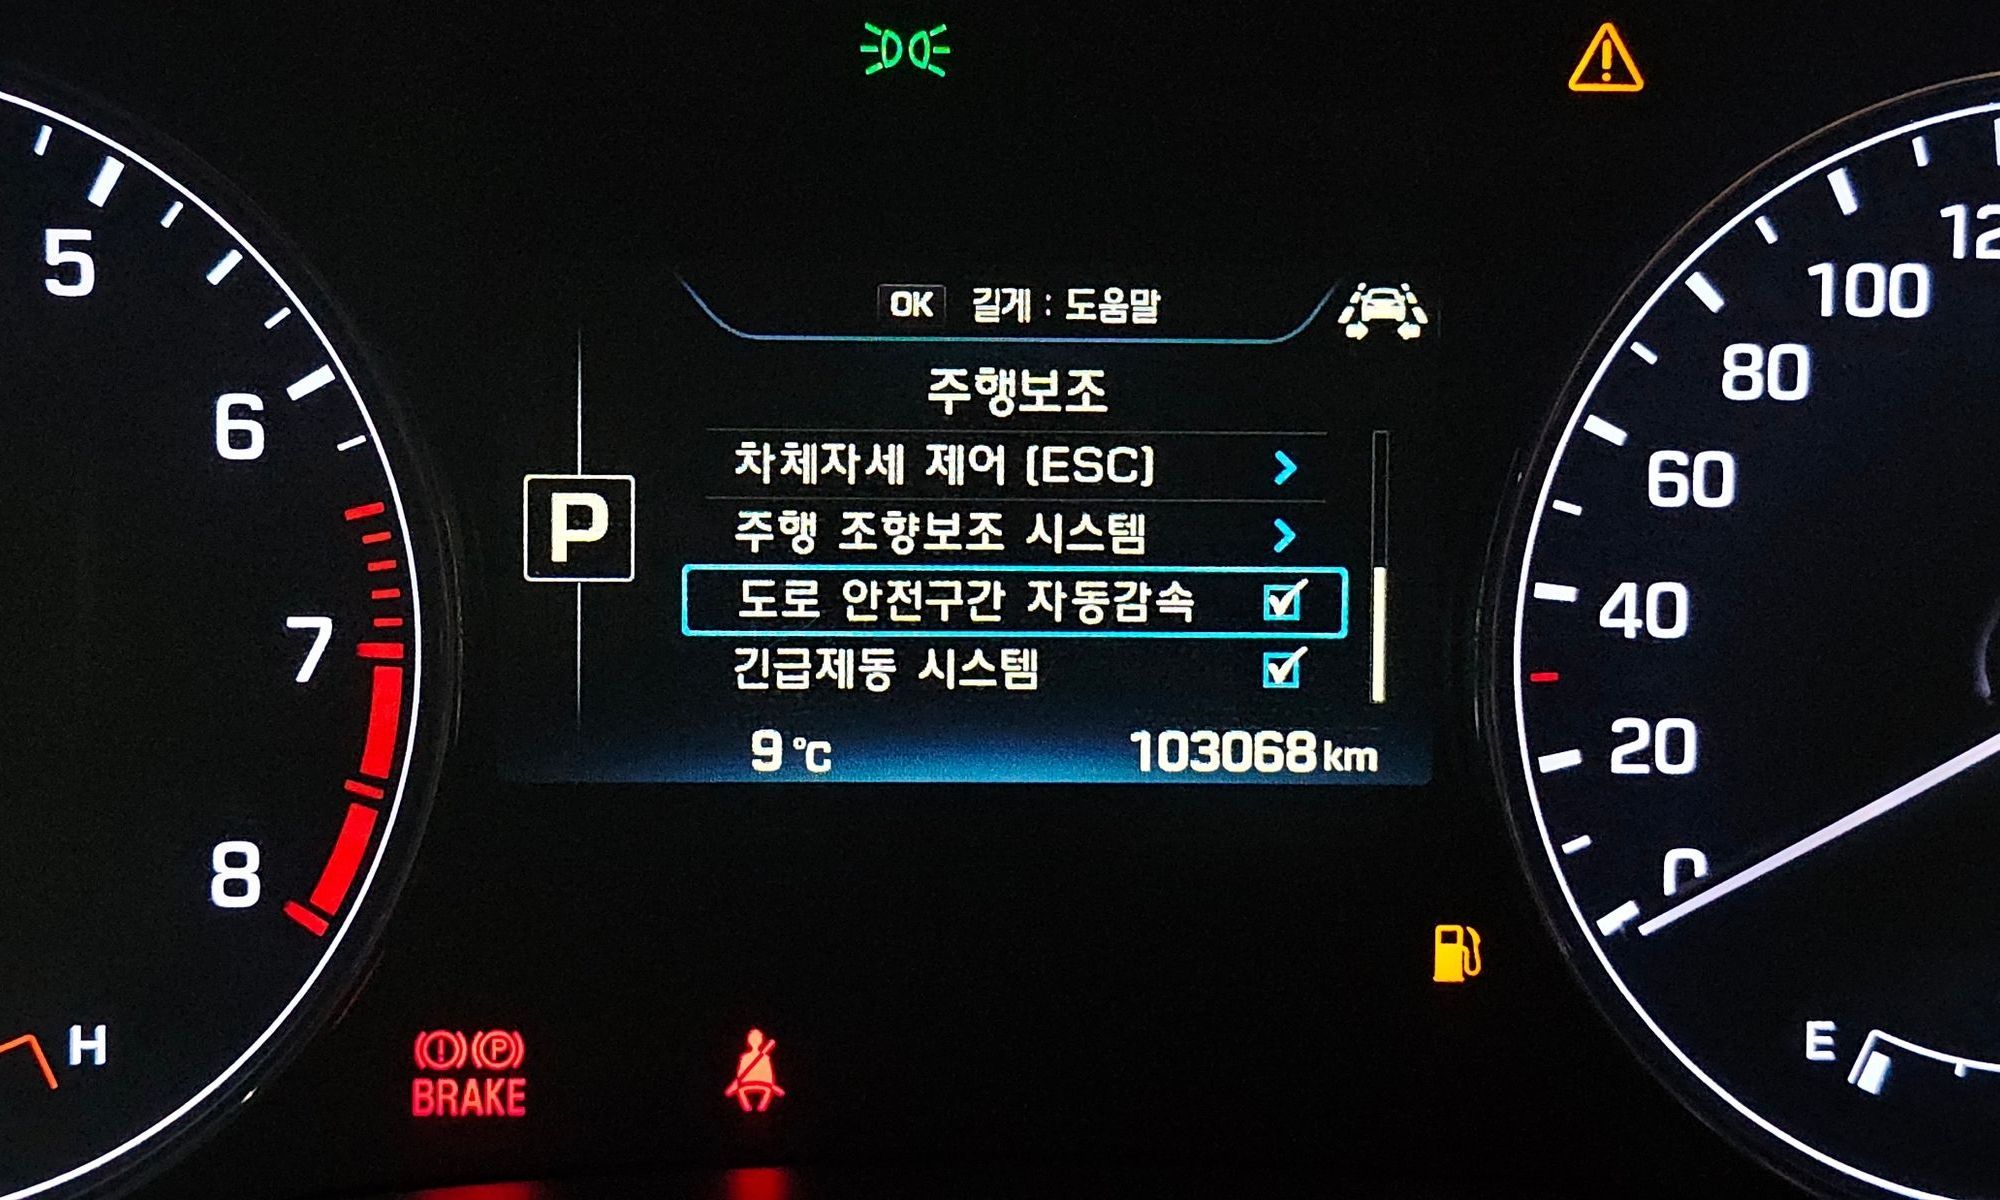 OK 길게 : 도움말
주행보조
차체자세 제어 (ESC)
주행 조향보조 시스템
도로 안전구간 자동감속
긴급제동 시스템
9 ℃ 103068 km
P
5
6
7
8
H
12
100
80
60
40
20
0
E
(!) (P)
BRAKE